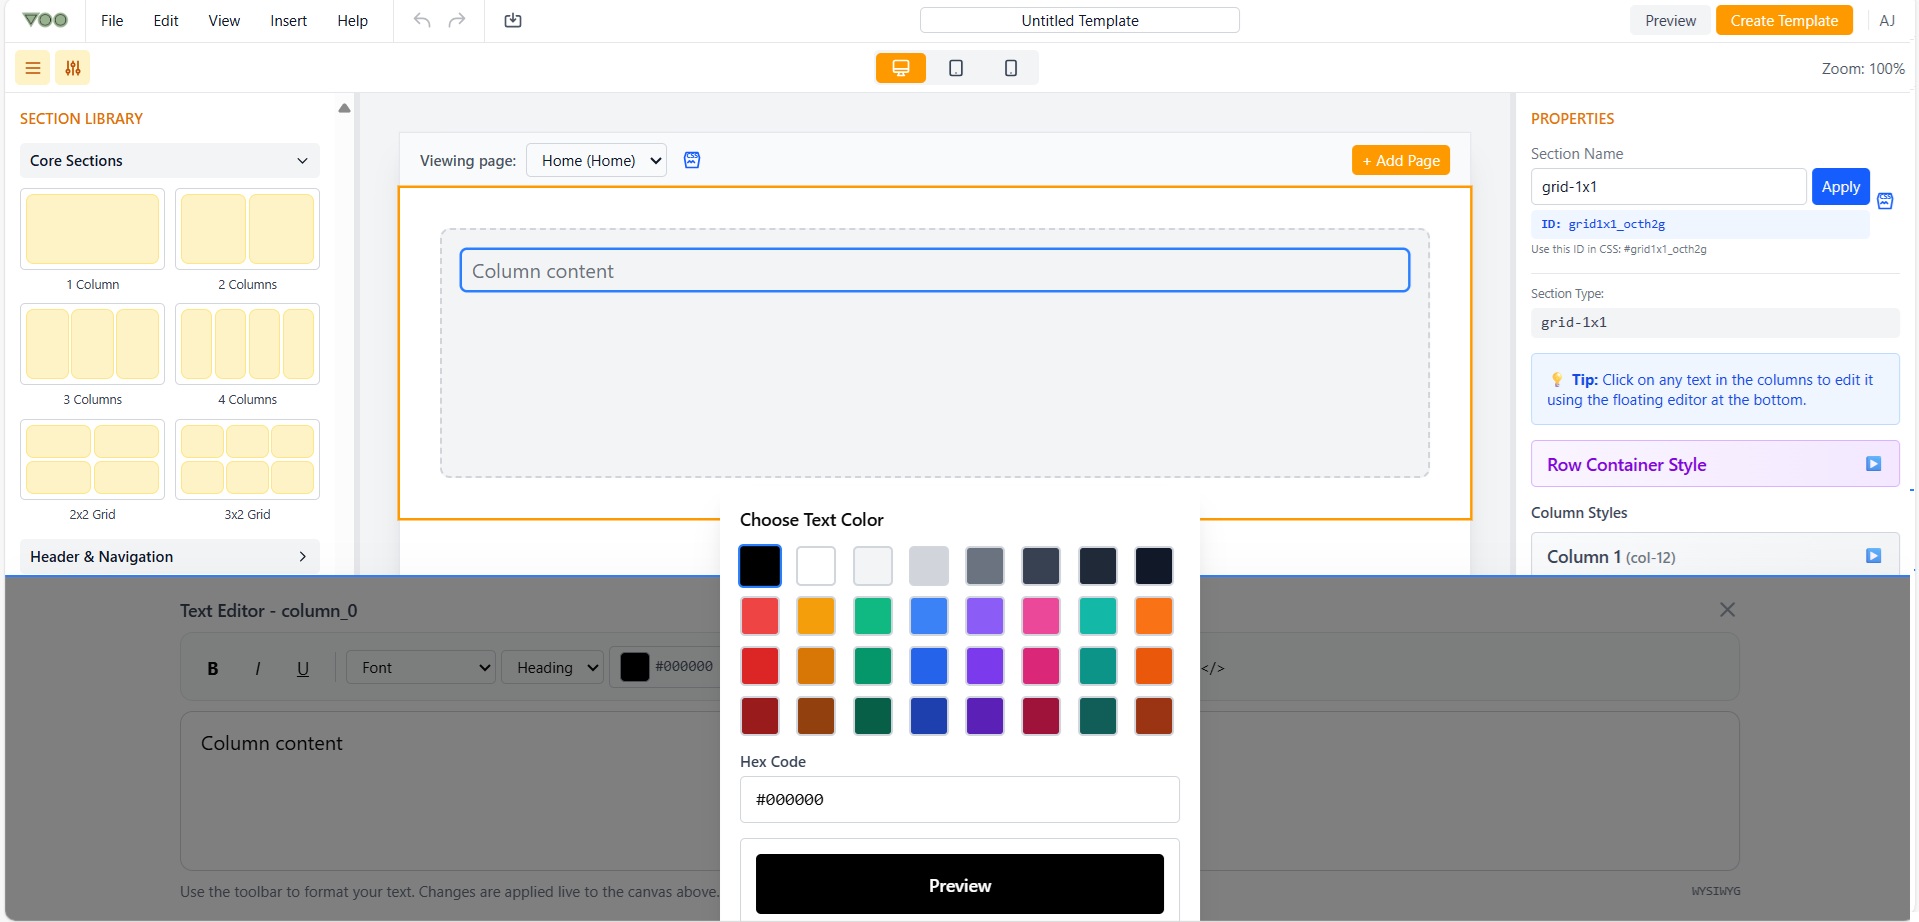 VOO
File Edit View Insert Help
Untitled Template
Preview
Create Template
AJ
Zoom: 100%
SECTION LIBRARY
Core Sections
1 Column
2 Columns
3 Columns
4 Columns
2x2 Grid
3x2 Grid
Header & Navigation
Viewing page:
Home (Home)
CSS
+ Add Page
Column content
PROPERTIES
Section Name
grid-1x1
Apply
CSS
ID: grid1x1_octh2g
Use this ID in CSS: #grid1x1_octh2g
Section Type:
grid-1x1
Tip: Click on any text in the columns to edit it
using the floating editor at the bottom.
Row Container Style
Column Styles
Column 1 (col-12)
Text Editor - column_0
B I U
Font
Heading
#000000
</>
Column content
Use the toolbar to format your text. Changes are applied live to the canvas above.
WYSIWYG
Choose Text Color
Hex Code
#000000
Preview